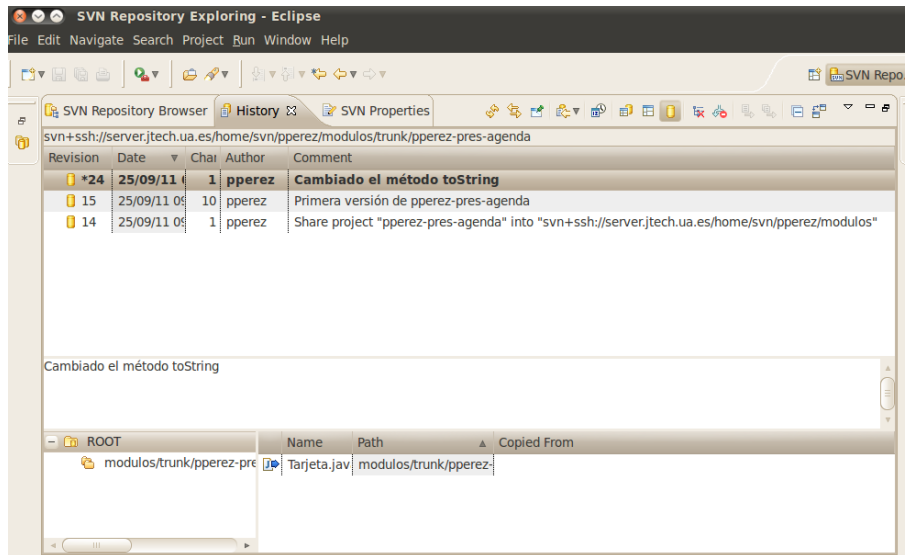 SVN Repository Exploring - Eclipse
File Edit Navigate Search Project Run Window Help
SVN Repo
SVN Repository Browser History SVN Properties
svn+ssh://server.jtech.ua.es/home/svn/pperez/modulos/trunk/pperez-pres-agenda
Revision Date Char Author Comment
*24 25/09/11 1 pperez Cambiado el método toString
15 25/09/11 09 10 pperez Primera versión de pperez-pres-agenda
14 25/09/11 09 1 pperez Share project "pperez-pres-agenda" into "svn+ssh://server.jtech.ua.es/home/svn/pperez/modulos"
Cambiado el método toString
ROOT Name Path Copied From
modulos/trunk/pperez-pre Tarjeta.jav modulos/trunk/pperez-